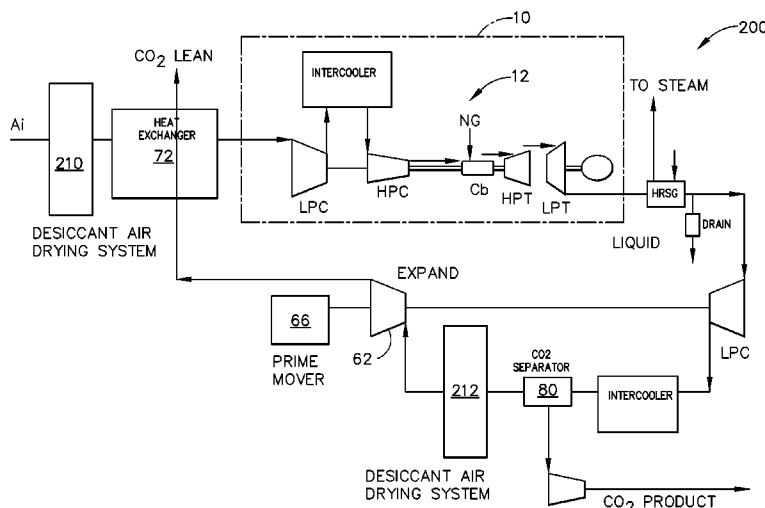 200
10
CO2 LEAN
INTERCOOLER
12
TO STEAM
Ai
HEAT
EXCHANGER
72
NG
210
LPC
HPC
Cb
HPT
LPT
HRSG
DESICCANT AIR
DRYING SYSTEM
LIQUID
DRAIN
EXPAND
66
PRIME
MOVER
62
LPC
CO2
SEPARATOR
212
80
INTERCOOLER
DESICCANT AIR
DRYING SYSTEM
CO2 PRODUCT